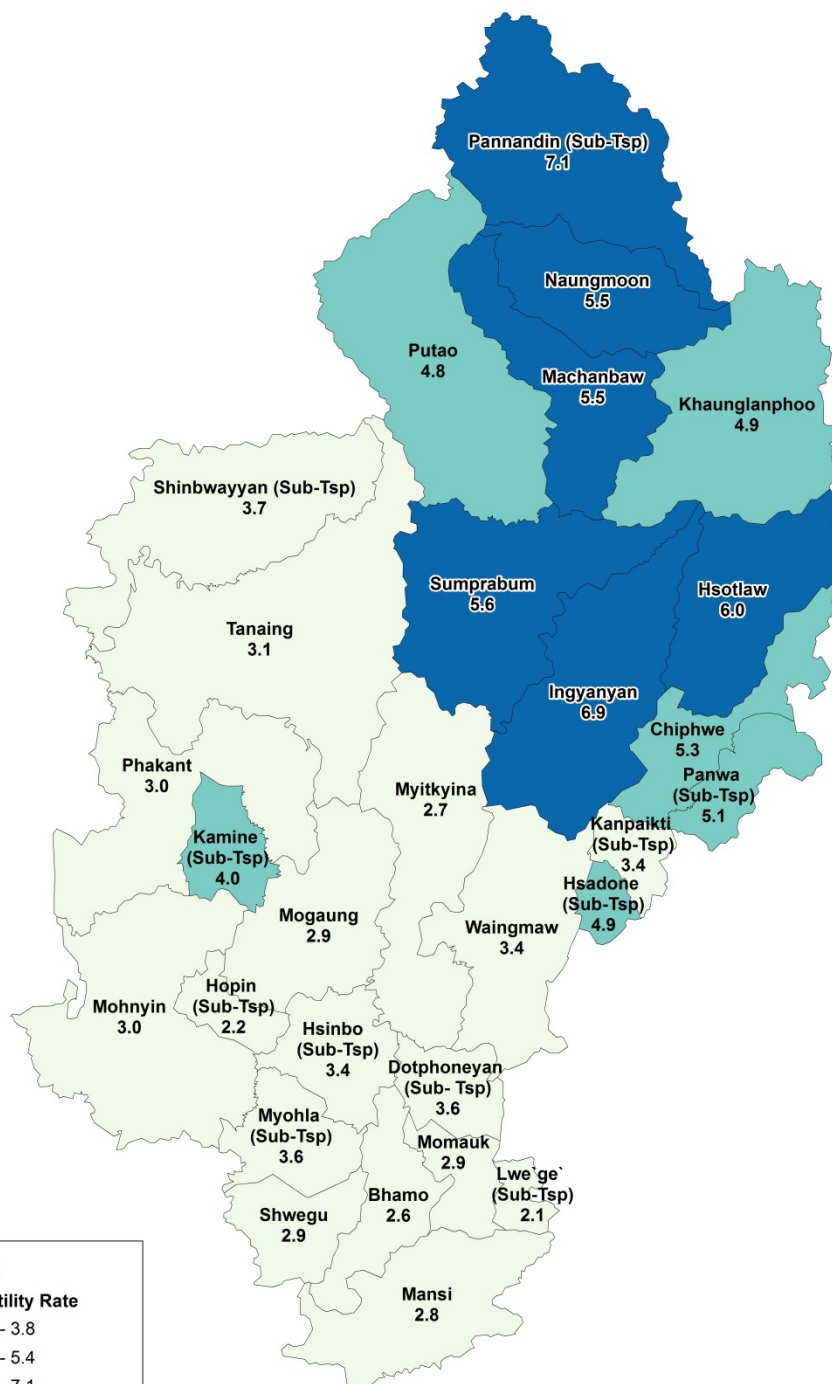 Pannandin (Sub-Tsp)
7.1
Naungmoon
5.5
Putao
4.8
Machanbaw
5.5
Khaunglanphoo
4.9
Shinbwayyan (Sub-Tsp)
3.7
Sumprabum
5.6
Hsotlaw
6.0
Tanaing
3.1
Ingyanyan
6.9
Chiphwe
5.3
Phakant
3.0
Myitkyina
2.7
Panwa
(Sub-Tsp)
5.1
Kamine
(Sub-Tsp)
4.0
Kanpaikti
(Sub-Tsp)
3.4
Hsadone
(Sub-Tsp)
4.9
Mogaung
2.9
Waingmaw
3.4
Hopin
(Sub-Tsp)
2.2
Mohnyin
3.0
Hsinbo
(Sub-Tsp)
3.4
Dotphoneyan
(Sub- Tsp)
3.6
Myohla
(Sub-Tsp)
3.6
Momauk
2.9
Lwe`ge`
(Sub-Tsp)
2.1
Bhamo
2.6
Shwegu
2.9
Mansi
2.8
tility Rate
- 3.8
- 5.4
- 7.1